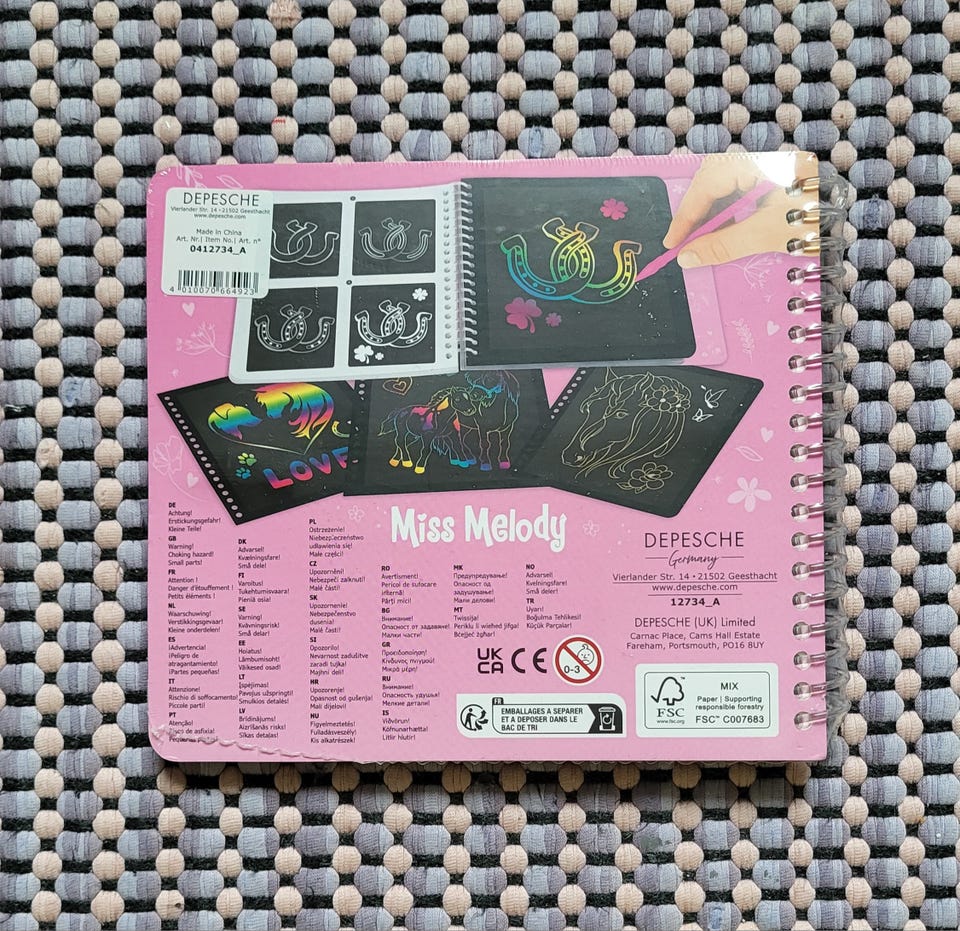 DEPESCHE
Vierlander Str. 14 • 21502 Geesthacht
www.depesche.com
Made in China
Art. Nr.| Item No.| Art. n°
0412734_A
4 010070 664923
LOVE
Miss Melody
DE
Achtung!
Erstickungsgefahr!
Kleine Teile!
GB
Warning!
Choking hazard!
Small parts!
FR
Attention !
Danger d'étouffement !
Petits éléments !
NL
Waarschuwing!
Verstikkingsgevaar!
Kleine onderdelen!
ES
¡Advertencia!
¡Peligro de
atragantamiento!
¡Partes pequeñas!
IT
Attenzione!
Rischio di soffocamento!
Piccole parti!
PT
Atenção!
Risco de asfixia!
DK
Advarsel!
Kvælningsfare!
Små dele!
FI
Varoitus!
Tukehtumisvaara!
Pieniä osia!
SE
Varning!
Kvävningsrisk!
Små delar!
EE
Hoiatus!
Lämbumisoht!
Väikesed osad!
LT
Įspėjimas!
Pavojus užspringti!
Smulkios detalės!
LV
Brīdinājums!
Aizrīšanās risks!
Sīkas detaļas!
PL
Ostrzeżenie!
Niebezpieczeństwo
udławienia się!
Małe części!
CZ
Upozornění!
Nebezpečí zalknutí!
Malé části!
SK
Upozornenie!
Nebezpečenstvo
dusenia!
Malé časti!
SI
Opozorilo!
Nevarnost zadušitve
zaradi tujka!
Majhni deli!
HR
Upozorenje!
Opasnost od gušenja!
Mali dijelovi!
HU
Figyelmeztetés!
Fulladásveszély!
Kis alkatrészek!
RO
Avertisment!
Pericol de sufocare
internă!
Părți mici!
BG
Внимание!
Опасност от задавяне!
Малки части!
GR
Προειδοποίηση!
Κίνδυνος πνιγμού!
Μικρά μέρη!
RU
Внимание!
Опасность удушья!
Мелкие детали!
IS
Viðvörun!
Köfnunarhætta!
Litlir hlutir!
MK
Предупредување!
Опасност од
задушување!
Мали делови!
MT
Twissija!
Periklu li wieħed jifga!
Bċejjeċ żgħar!
NO
Advarsel!
Kvelningsfare!
Små deler!
TR
Uyarı!
Boğulma Tehlikesi!
Küçük Parçalar!
UK
CA
CE
0-3
FR
EMBALLAGES A SEPARER
ET A DEPOSER DANS LE
BAC DE TRI
DEPESCHE
Germany
Vierlander Str. 14 • 21502 Geesthacht
www.depesche.com
12734_A
DEPESCHE (UK) Limited
Carnac Place, Cams Hall Estate
Fareham, Portsmouth, PO16 8UY
FSC
www.fsc.org
MIX
Paper | Supporting
responsible forestry
FSC™ C007683